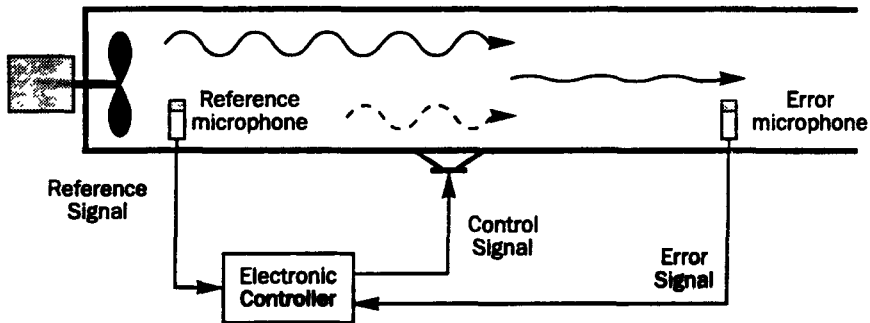 Reference
microphone
Error
microphone
Reference
Signal
Control
Signal
Error
Signal
Electronic
Controller